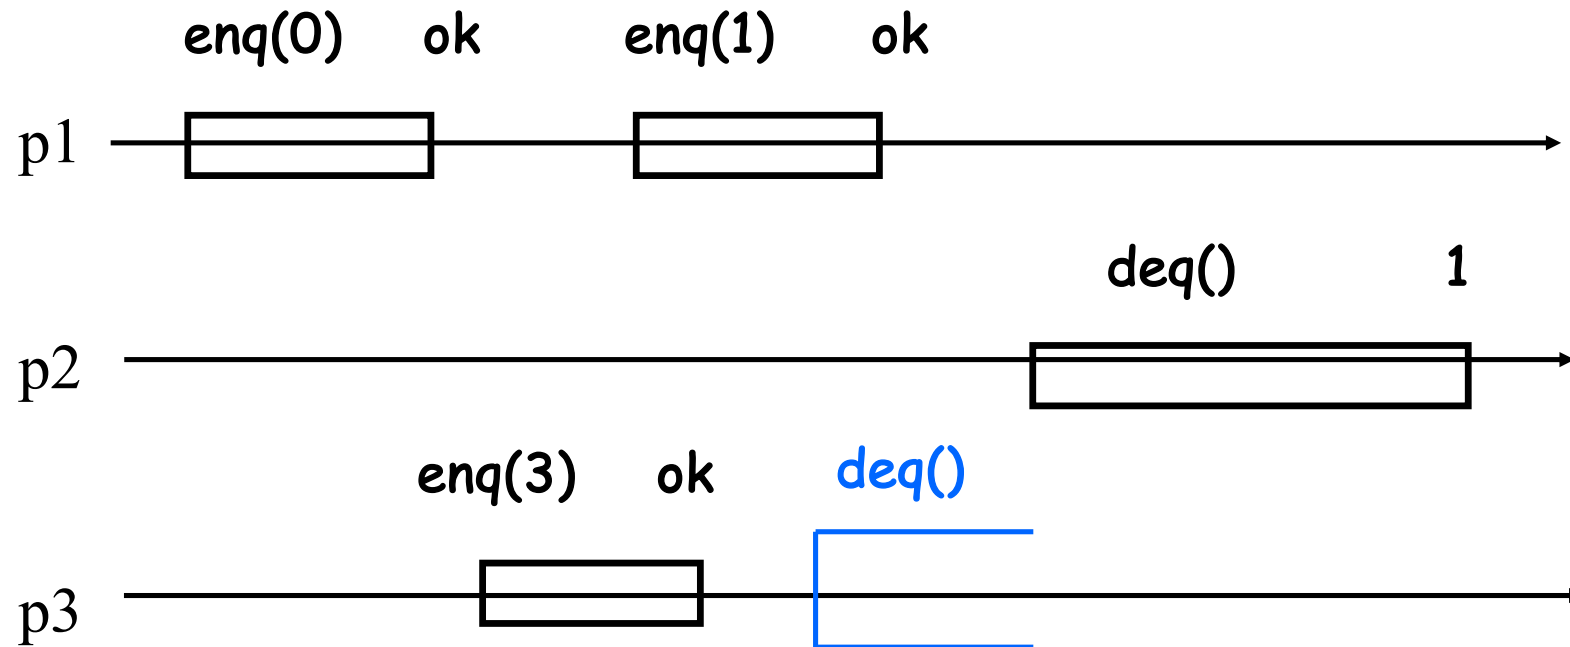 enq(0) ok enq(1) ok
p1
deq() 1
p2
enq(3) ok deq()
p3